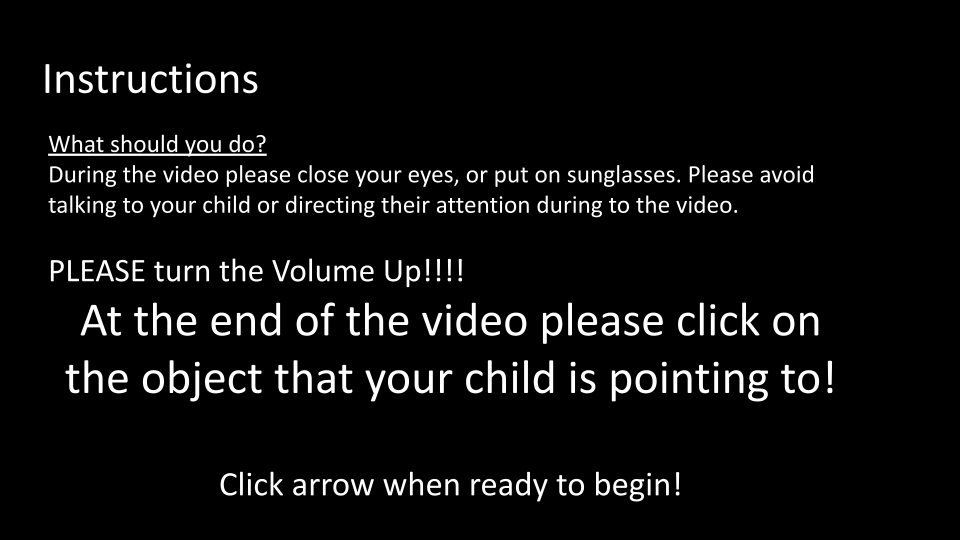 Instructions
What should you do?
During the video please close your eyes, or put on sunglasses. Please avoid
talking to your child or directing their attention during to the video.
PLEASE turn the Volume Up!!!!
At the end of the video please click on
the object that your child is pointing to!
Click arrow when ready to begin!